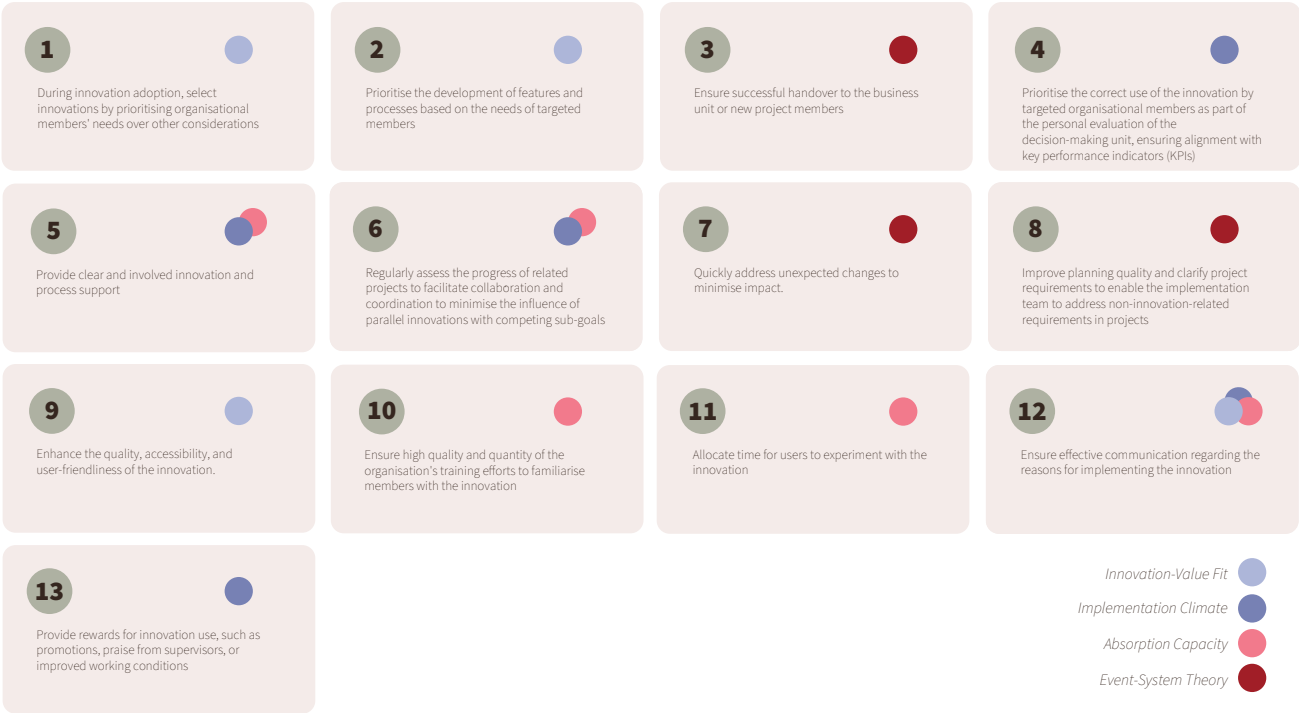 1
During innovation adoption, select
innovations by prioritising organisational
members' needs over other considerations
2
Prioritise the development of features and
processes based on the needs of targeted
members
3
Ensure successful handover to the business
unit or new project members
4
Prioritise the correct use of the innovation by
targeted organisational members as part of
the personal evaluation of the
decision-making unit, ensuring alignment with
key performance indicators (KPIs)
5
Provide clear and involved innovation and
process support
6
Regularly assess the progress of related
projects to facilitate collaboration and
coordination to minimise the influence of
parallel innovations with competing sub-goals
7
Quickly address unexpected changes to
minimise impact.
8
Improve planning quality and clarify project
requirements to enable the implementation
team to address non-innovation-related
requirements in projects
9
Enhance the quality, accessibility, and
user-friendliness of the innovation.
10
Ensure high quality and quantity of the
organisation's training efforts to familiarise
members with the innovation
11
Allocate time for users to experiment with the
innovation
12
Ensure effective communication regarding the
reasons for implementing the innovation
13
Provide rewards for innovation use, such as
promotions, praise from supervisors, or
improved working conditions
Innovation-Value Fit
Implementation Climate
Absorption Capacity
Event-System Theory